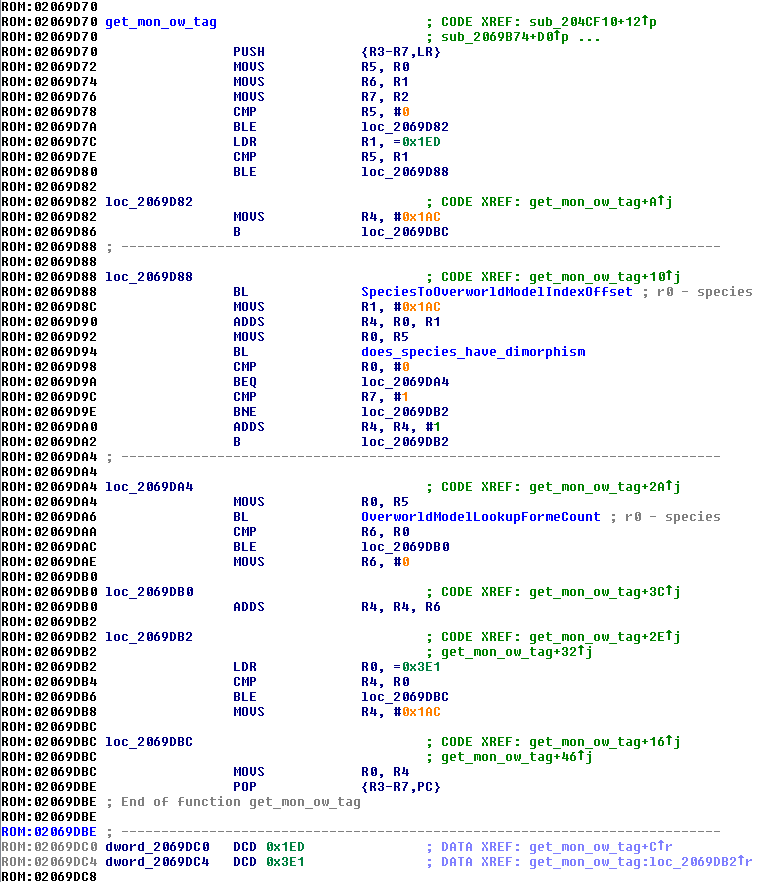 ROM:02069D70
ROM:02069D70 get_mon_ow_tag ; CODE XREF: sub_204CF10+12↑p
ROM:02069D70 ; sub_2069B74+D0↑p ...
ROM:02069D70 PUSH {R3-R7,LR}
ROM:02069D72 MOVS R5, R0
ROM:02069D74 MOVS R6, R1
ROM:02069D76 MOVS R7, R2
ROM:02069D78 CMP R5, #0
ROM:02069D7A BLE loc_2069D82
ROM:02069D7C LDR R1, =0x1ED
ROM:02069D7E CMP R5, R1
ROM:02069D80 BLE loc_2069D88
ROM:02069D82
ROM:02069D82 loc_2069D82 ; CODE XREF: get_mon_ow_tag+A↑j
ROM:02069D82 MOVS R4, #0x1AC
ROM:02069D86 B loc_2069DBC
ROM:02069D88 ; ---------------------------------------------------------------------------
ROM:02069D88
ROM:02069D88 loc_2069D88 ; CODE XREF: get_mon_ow_tag+10↑j
ROM:02069D88 BL SpeciesToOverworldModelIndexOffset ; r0 - species
ROM:02069D8C MOVS R1, #0x1AC
ROM:02069D90 ADDS R4, R0, R1
ROM:02069D92 MOVS R0, R5
ROM:02069D94 BL does_species_have_dimorphism
ROM:02069D98 CMP R0, #0
ROM:02069D9A BEQ loc_2069DA4
ROM:02069D9C CMP R7, #1
ROM:02069D9E BNE loc_2069DB2
ROM:02069DA0 ADDS R4, R4, #1
ROM:02069DA2 B loc_2069DB2
ROM:02069DA4 ; ---------------------------------------------------------------------------
ROM:02069DA4
ROM:02069DA4 loc_2069DA4 ; CODE XREF: get_mon_ow_tag+2A↑j
ROM:02069DA4 MOVS R0, R5
ROM:02069DA6 BL OverworldModelLookupFormeCount ; r0 - species
ROM:02069DAA CMP R6, R0
ROM:02069DAC BLE loc_2069DB0
ROM:02069DAE MOVS R6, #0
ROM:02069DB0
ROM:02069DB0 loc_2069DB0 ; CODE XREF: get_mon_ow_tag+3C↑j
ROM:02069DB0 ADDS R4, R4, R6
ROM:02069DB2
ROM:02069DB2 loc_2069DB2 ; CODE XREF: get_mon_ow_tag+2E↑j
ROM:02069DB2 ; get_mon_ow_tag+32↑j
ROM:02069DB2 LDR R0, =0x3E1
ROM:02069DB4 CMP R4, R0
ROM:02069DB6 BLE loc_2069DBC
ROM:02069DB8 MOVS R4, #0x1AC
ROM:02069DBC
ROM:02069DBC loc_2069DBC ; CODE XREF: get_mon_ow_tag+16↑j
ROM:02069DBC ; get_mon_ow_tag+46↑j
ROM:02069DBC MOVS R0, R4
ROM:02069DBE POP {R3-R7,PC}
ROM:02069DBE ; End of function get_mon_ow_tag
ROM:02069DBE
ROM:02069DBE ; ---------------------------------------------------------------------------
ROM:02069DC0 dword_2069DC0 DCD 0x1ED ; DATA XREF: get_mon_ow_tag+C↑r
ROM:02069DC4 dword_2069DC4 DCD 0x3E1 ; DATA XREF: get_mon_ow_tag:loc_2069DB2↑r
ROM:02069DC8